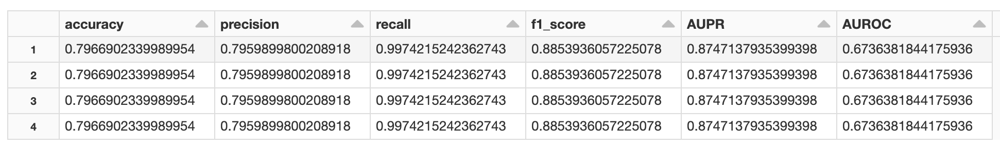 accuracy precision recall f1_score AUPR AUROC
1 0.7966902339989954 0.7959899800208918 0.9974215242362743 0.8853936057225078 0.8747137935399398 0.6736381844175936
2 0.7966902339989954 0.7959899800208918 0.9974215242362743 0.8853936057225078 0.8747137935399398 0.6736381844175936
3 0.7966902339989954 0.7959899800208918 0.9974215242362743 0.8853936057225078 0.8747137935399398 0.6736381844175936
4 0.7966902339989954 0.7959899800208918 0.9974215242362743 0.8853936057225078 0.8747137935399398 0.6736381844175936